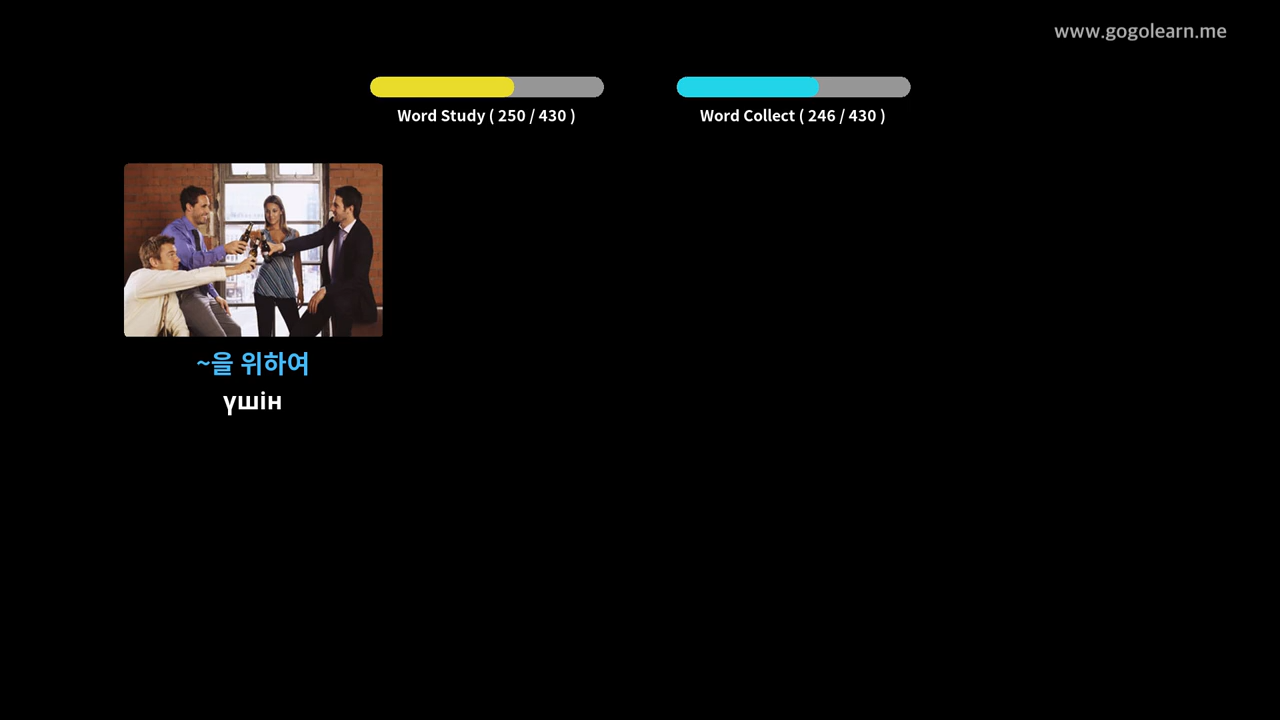 www.gogolearn.me
Word Study ( 250 / 430 )
Word Collect ( 246 / 430 )
~을 위하여
үшін